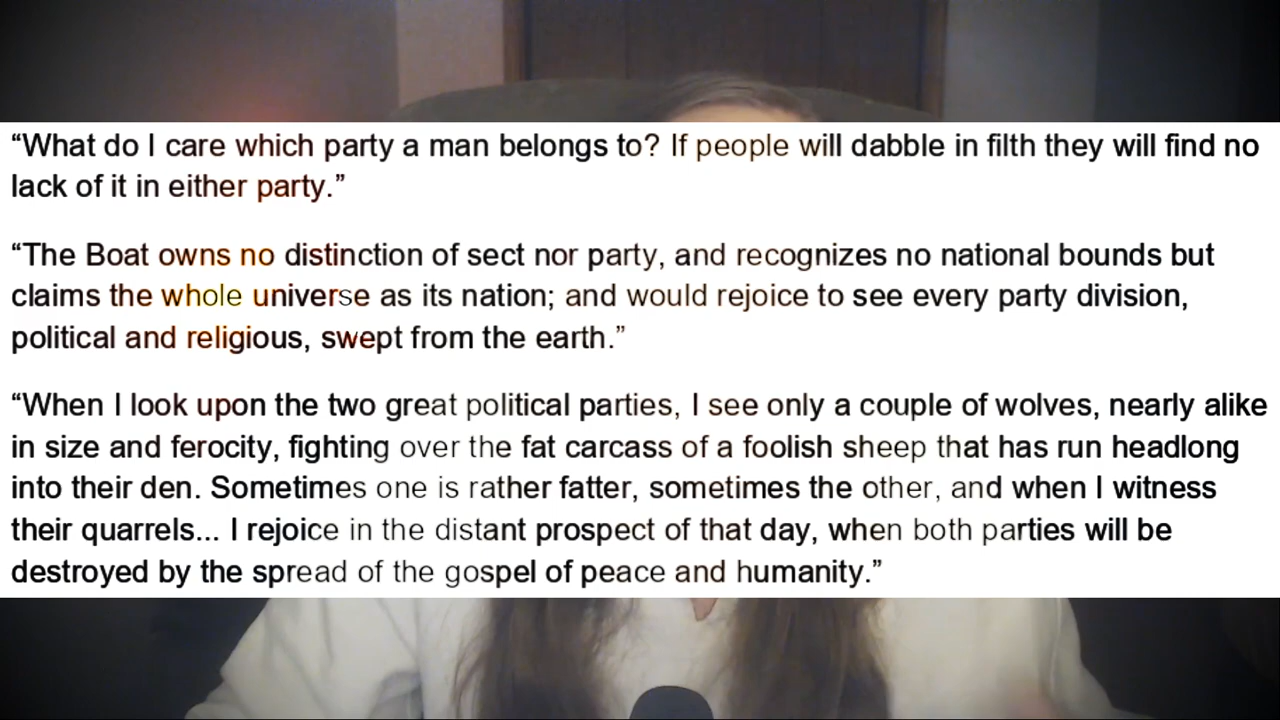 “What do I care which party a man belongs to? If people will dabble in filth they will find no
lack of it in either party.”
“The Boat owns no distinction of sect nor party, and recognizes no national bounds but
claims the whole universe as its nation; and would rejoice to see every party division,
political and religious, swept from the earth.”
“When I look upon the two great political parties, I see only a couple of wolves, nearly alike
in size and ferocity, fighting over the fat carcass of a foolish sheep that has run headlong
into their den. Sometimes one is rather fatter, sometimes the other, and when I witness
their quarrels... I rejoice in the distant prospect of that day, when both parties will be
destroyed by the spread of the gospel of peace and humanity.”